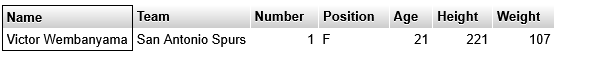 Name Team Number Position Age Height Weight
Victor Wembanyama San Antonio Spurs 1 F 21 221 107